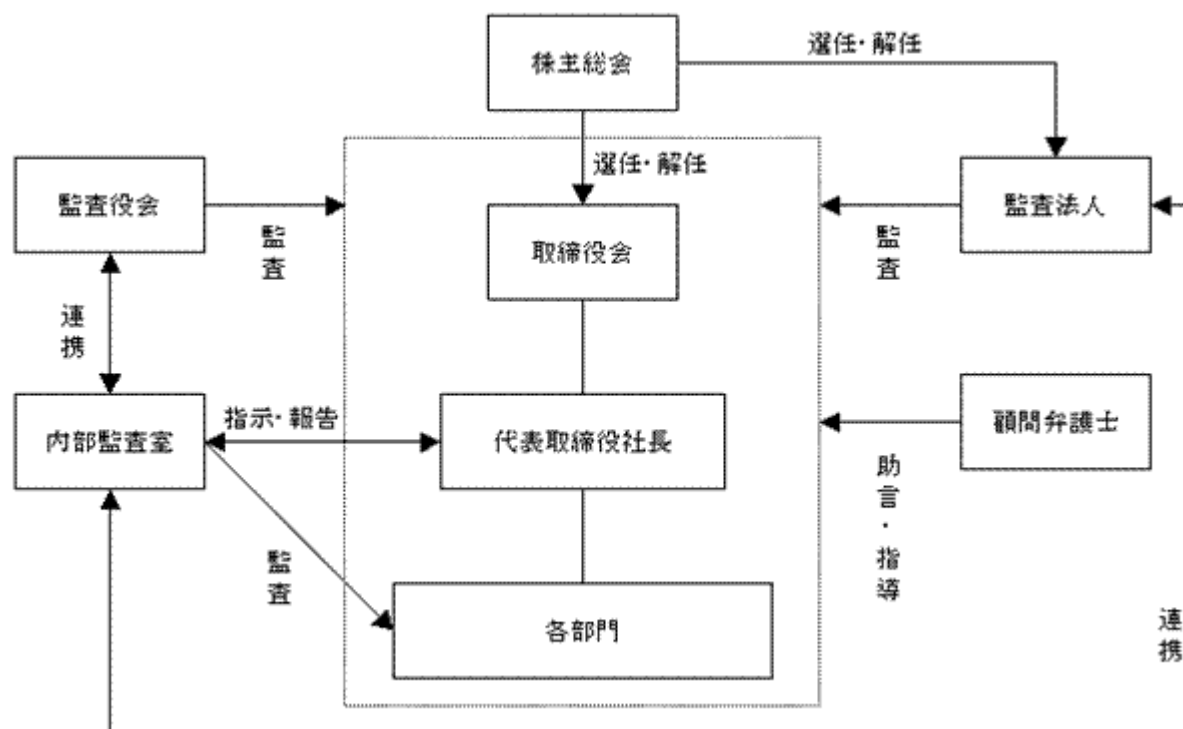 株主総会
選任・解任
選任・解任
監査役会
監査
取締役会
監査
監査法人
連携
内部監査室
指示・報告
代表取締役社長
顧問弁護士
助言・指導
監査
各部門
連携